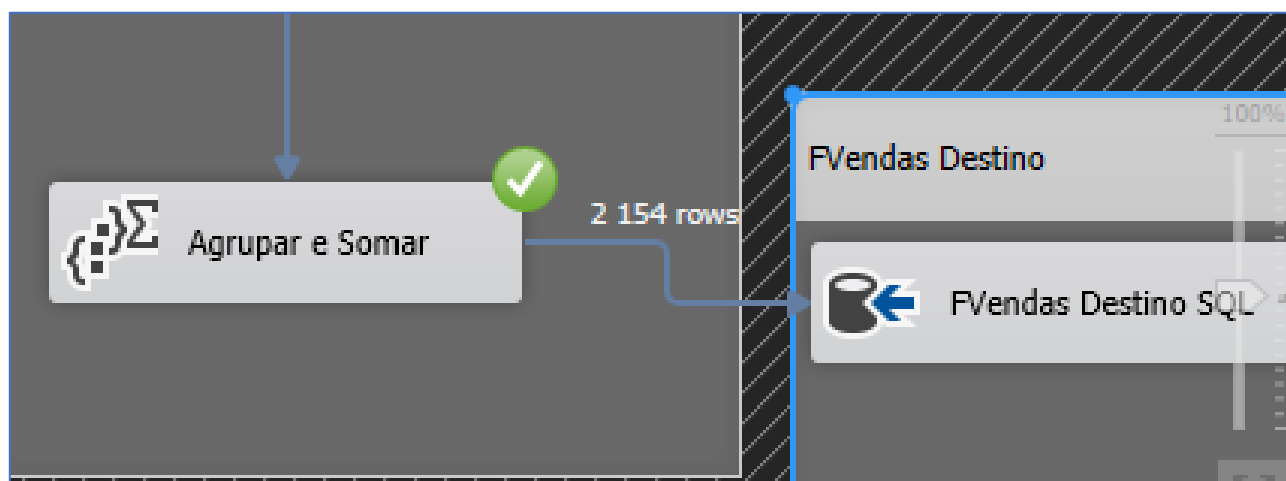 100%
FVendas Destino
2 154 rows
Agrupar e Somar
FVendas Destino SQL